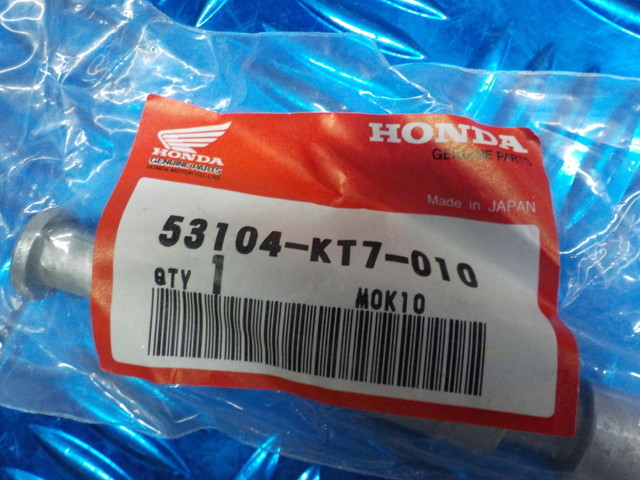 HONDA
GENUINE PARTS
HONDA MOTOR CO.,LTD.
HONDA
GENUINE PARTS
Made in JAPAN
53104-KT7-010
QTY 1 MOK10